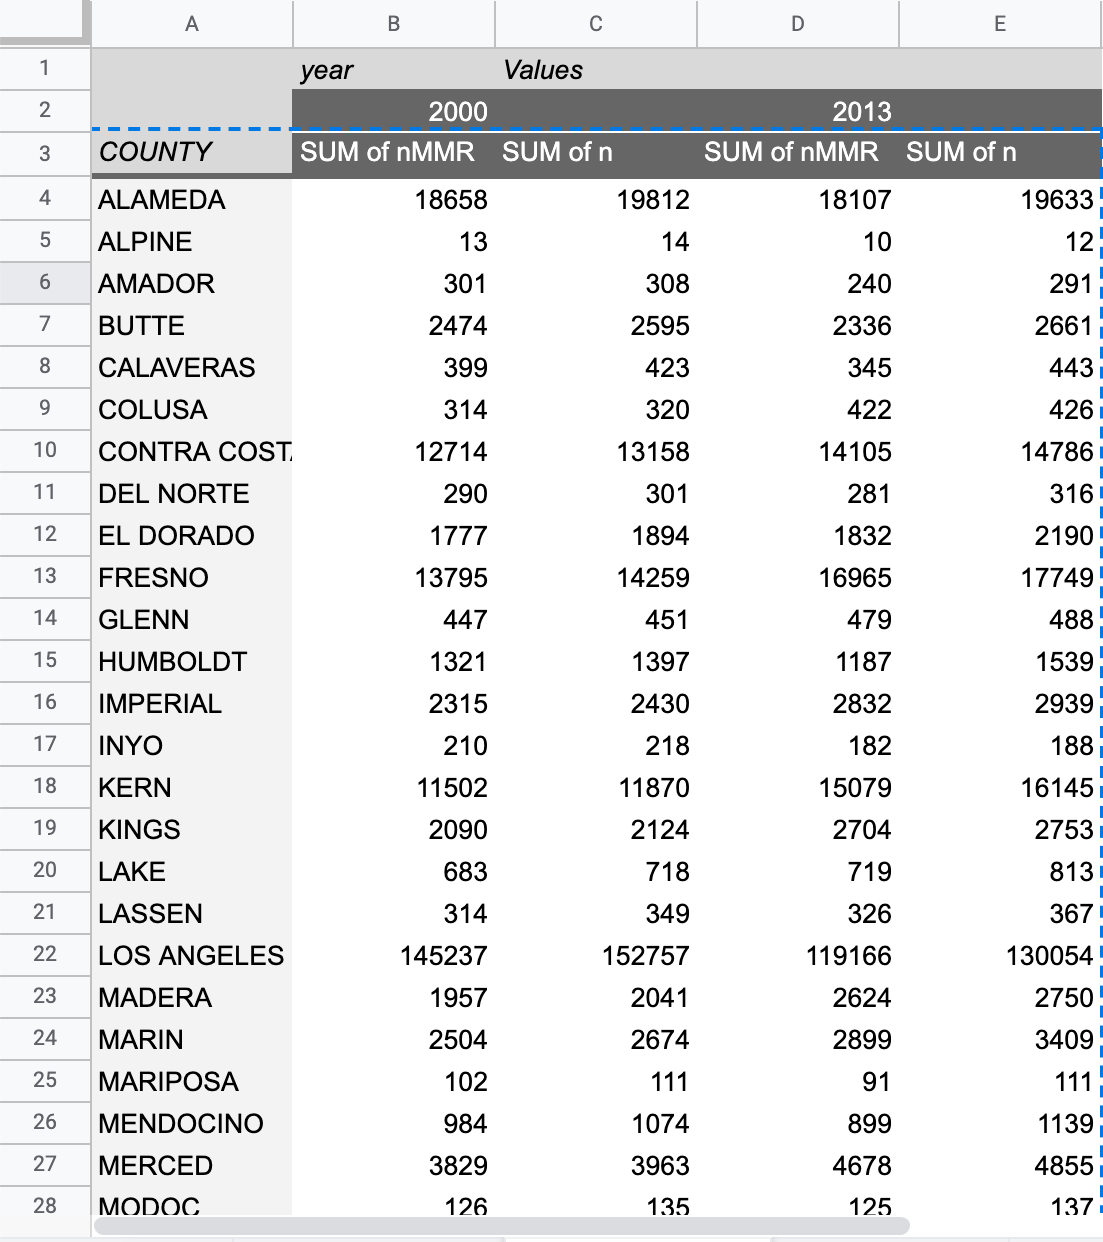 A B C D E
1 year Values
2 2000 2013
3 COUNTY SUM of nMMR SUM of n SUM of nMMR SUM of n
4 ALAMEDA 18658 19812 18107 19633
5 ALPINE 13 14 10 12
6 AMADOR 301 308 240 291
7 BUTTE 2474 2595 2336 2661
8 CALAVERAS 399 423 345 443
9 COLUSA 314 320 422 426
10 CONTRA COST 12714 13158 14105 14786
11 DEL NORTE 290 301 281 316
12 EL DORADO 1777 1894 1832 2190
13 FRESNO 13795 14259 16965 17749
14 GLENN 447 451 479 488
15 HUMBOLDT 1321 1397 1187 1539
16 IMPERIAL 2315 2430 2832 2939
17 INYO 210 218 182 188
18 KERN 11502 11870 15079 16145
19 KINGS 2090 2124 2704 2753
20 LAKE 683 718 719 813
21 LASSEN 314 349 326 367
22 LOS ANGELES 145237 152757 119166 130054
23 MADERA 1957 2041 2624 2750
24 MARIN 2504 2674 2899 3409
25 MARIPOSA 102 111 91 111
26 MENDOCINO 984 1074 899 1139
27 MERCED 3829 3963 4678 4855
28 MODOC 126 135 125 137